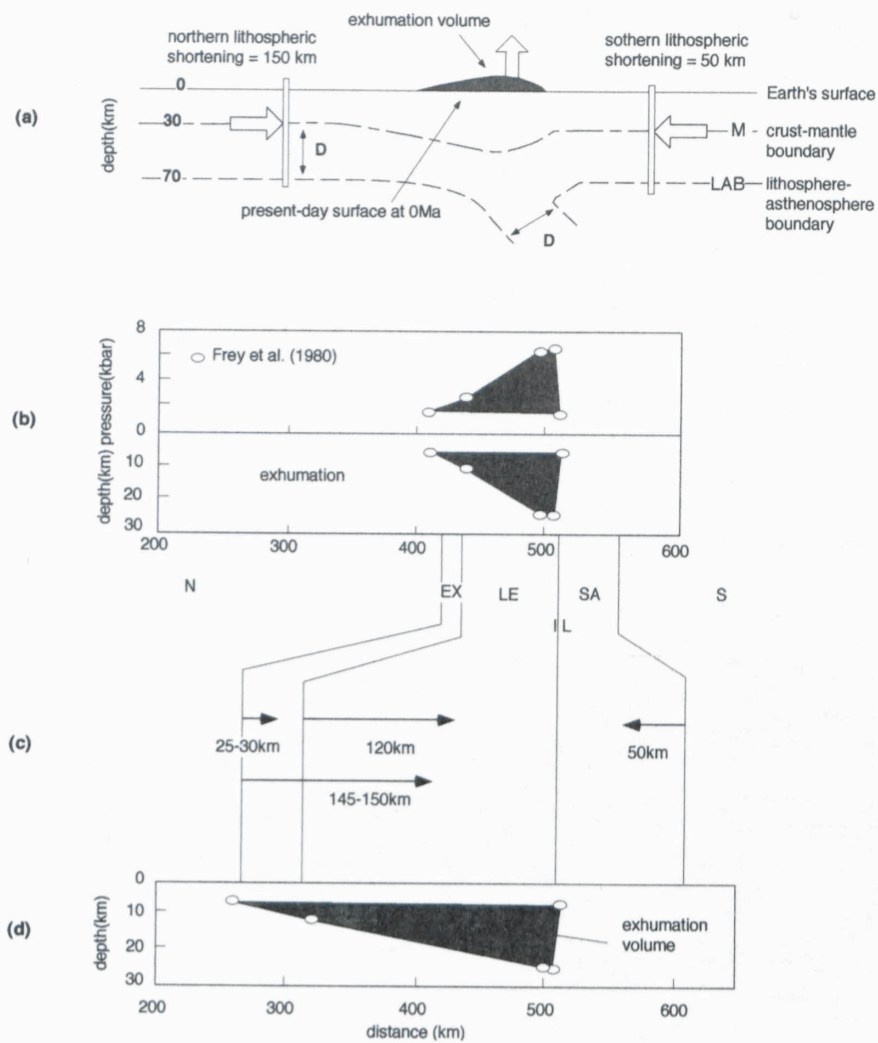 exhumation
volume
northern lithospheric
shortening = 150 km
sothern lithospheric
shortening = 50 km
0
Earth's surface
(a)
depth(km)
30
D
M
crust-mantle
boundary
70
LAB
lithosphere-
asthenosphere
boundary
present-day surface at 0Ma
D
(b)
pressure(kbar)
8
4
0
Frey et al. (1980)
depth(km)
10
20
30
exhumation
200
300
400
500
600
N
EX
LE
SA
S
IL
(c)
25-30km
120km
50km
145-150km
(d)
depth(km)
0
10
20
30
exhumation
volume
200
300
400
500
600
distance (km)